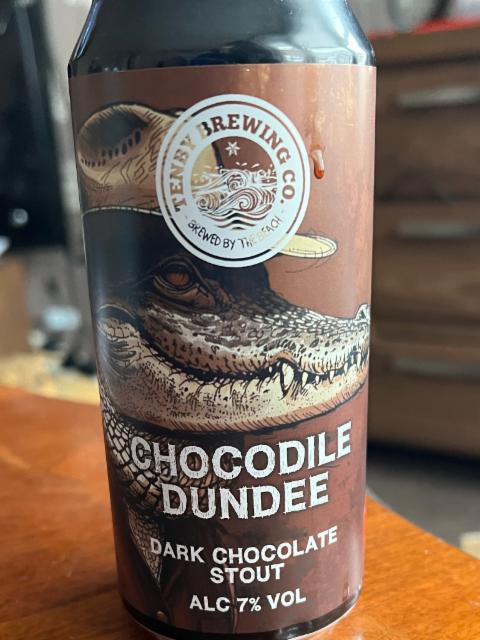 TENBY BREWING CO.
- BREWED BY THE BEACH -
CHOCODILE
DUNDEE
DARK CHOCOLATE
STOUT
ALC 7% VOL